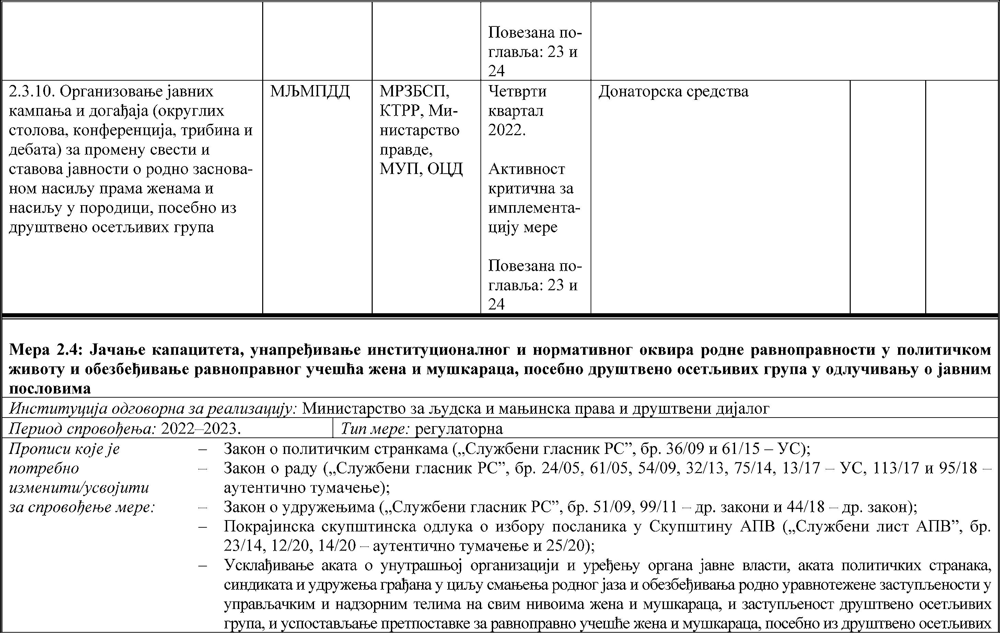 Повезана по-
главља: 23 и
24
2.3.10. Организовање јавних
кампања и догађаја (округлих
столова, конференција, трибина и
дебата) за промену свести и
ставова јавности о родно заснова-
ном насиљу прама женама и
насиљу у породици, посебно из
друштвено осетљивих група
МЉМПДД
МРЗБСП,
КТРР, Ми-
нистарство
правде,
МУП, ОЦД
Четврти
квартал
2022.
Активност
критична за
имплемента-
цију мере
Повезана по-
главља: 23 и
24
Донаторска средства
Мера 2.4: Јачање капацитета, унапређивање институционалног и нормативног оквира родне равноправности у политичком
животу и обезбеђивање равноправног учешћа жена и мушкараца, посебно друштвено осетљивих група у одлучивању о јавним
пословима
Институција одговорна за реализацију: Министарство за људска и мањинска права и друштвени дијалог
Период спровођења: 2022–2023.
Тип мере: регулаторна
Прописи које је
потребно
изменити/усвојити
за спровођење мере:
– Закон о политичким странкама („Службени гласник РС”, бр. 36/09 и 61/15 – УС);
– Закон о раду („Службени гласник РС”, бр. 24/05, 61/05, 54/09, 32/13, 75/14, 13/17 – УС, 113/17 и 95/18 –
аутентично тумачење);
– Закон о удружењима („Службени гласник РС”, бр. 51/09, 99/11 – др. закони и 44/18 – др. закон);
– Покрајинска скупштинска одлука о избору посланика у Скупштину АПВ („Службени лист АПВ”, бр.
23/14, 12/20, 14/20 – аутентично тумачење и 25/20);
– Усклађивање аката о унутрашњој организацији и уређењу органа јавне власти, аката политичких странака,
синдиката и удружења грађана у циљу смањења родног јаза и обезбеђивања родно уравнотежене заступљености у
управљачким и надзорним телима на свим нивоима жена и мушкараца, и заступљеност друштвено осетљивих
група, и успостављање претпоставке за равноправно учешће жена и мушкараца, посебно из друштвено осетљивих